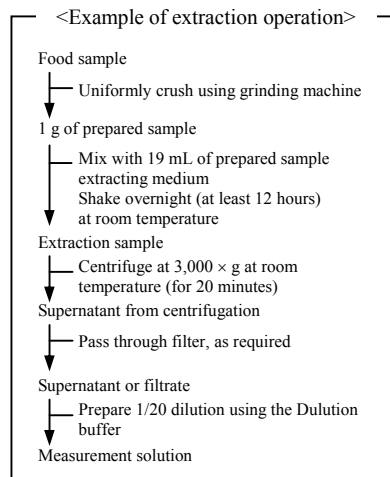 <Example of extraction operation>
Food sample
Uniformly crush using grinding machine
1 g of prepared sample
Mix with 19 mL of prepared sample
extracting medium
Shake overnight (at least 12 hours)
at room temperature
Extraction sample
Centrifuge at 3,000 × g at room
temperature (for 20 minutes)
Supernatant from centrifugation
Pass through filter, as required
Supernatant or filtrate
Prepare 1/20 dilution using the Dulution
buffer
Measurement solution